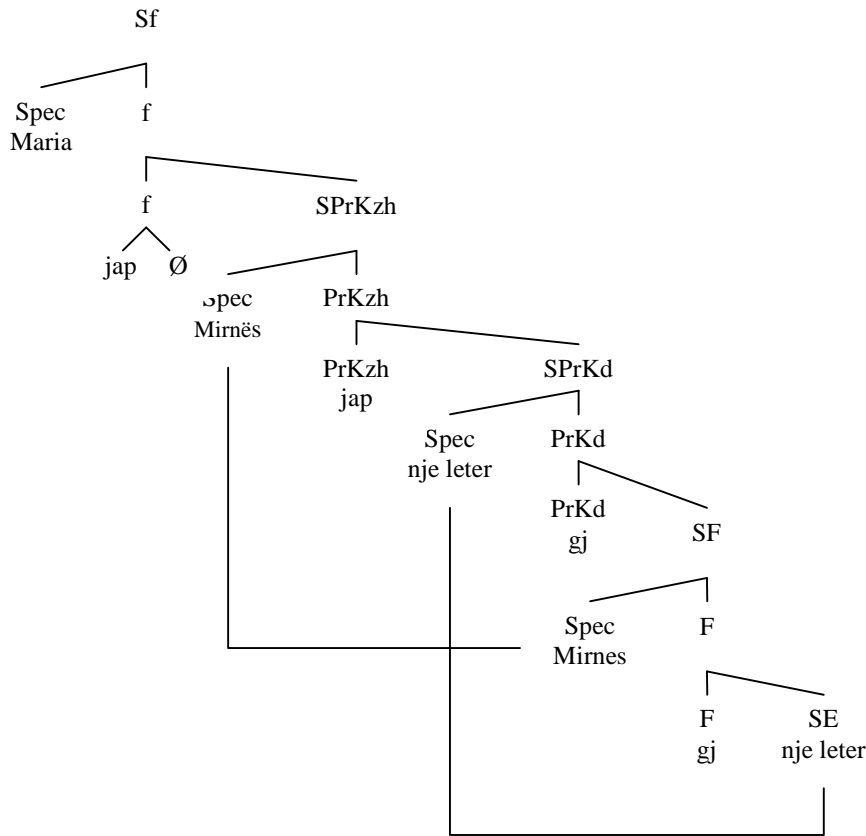 Sf
Spec f
Maria
f SPrKzh
jap Ø
Spec PrKzh
Mirnës
PrKzh SPrKd
jap
Spec PrKd
nje leter
PrKd SF
gj
Spec F
Mirnes
F SE
gj nje leter